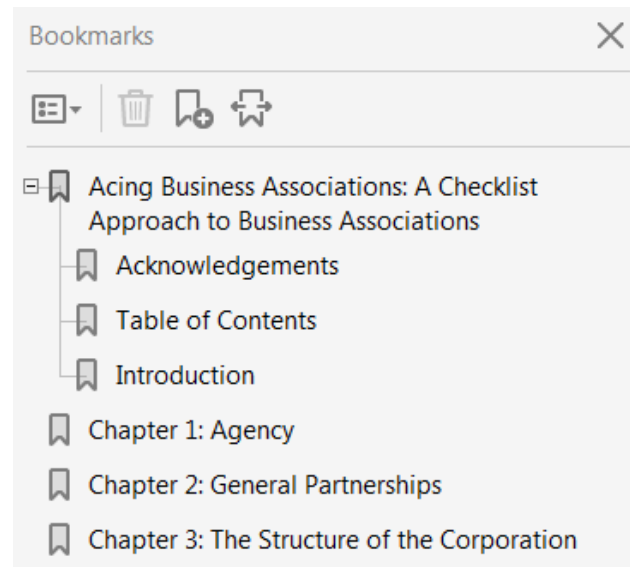 Bookmarks
Acing Business Associations: A Checklist
Approach to Business Associations
Acknowledgements
Table of Contents
Introduction
Chapter 1: Agency
Chapter 2: General Partnerships
Chapter 3: The Structure of the Corporation